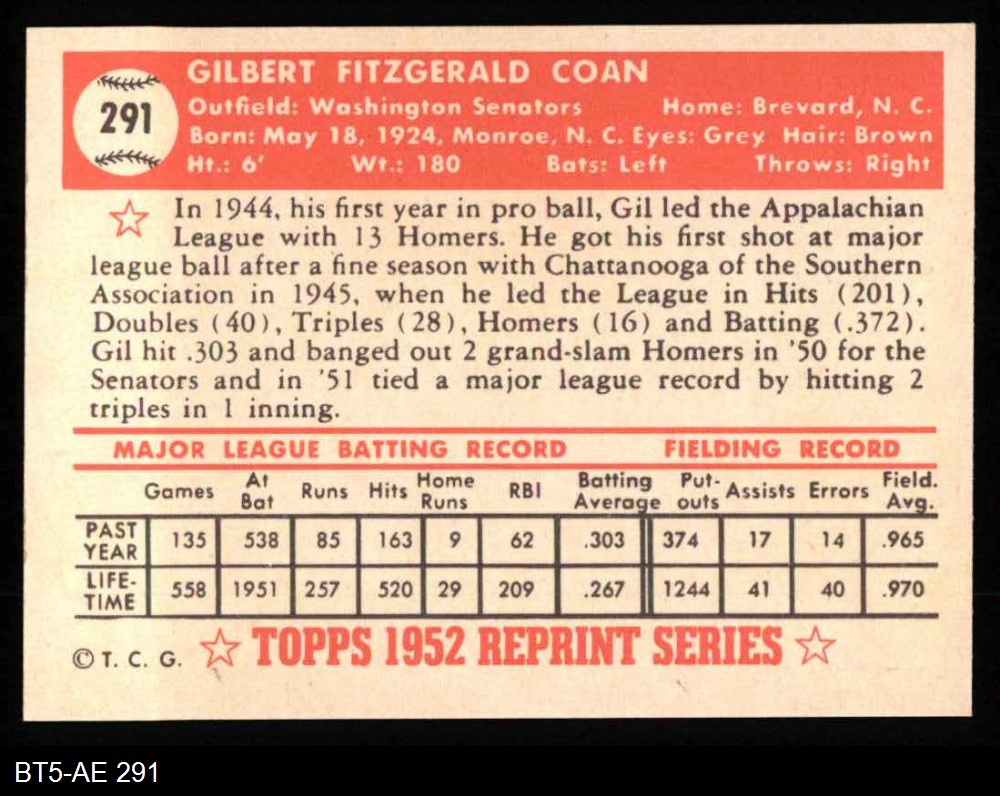 GILBERT FITZGERALD COAN
291
Outfield: Washington Senators Home: Brevard, N. C.
Born: May 18, 1924, Monroe, N. C. Eyes: Grey Hair: Brown
Ht.: 6' Wt.: 180 Bats: Left Throws: Right
In 1944, his first year in pro ball, Gil led the Appalachian
League with 13 Homers. He got his first shot at major
league ball after a fine season with Chattanooga of the Southern
Association in 1945, when he led the League in Hits (201),
Doubles (40), Triples (28), Homers (16) and Batting (.372).
Gil hit .303 and banged out 2 grand-slam Homers in '50 for the
Senators and in '51 tied a major league record by hitting 2
triples in 1 inning.
MAJOR LEAGUE BATTING RECORD FIELDING RECORD
Games At Bat Runs Hits Home Runs RBI Batting Average Put-outs Assists Errors Field. Avg.
PAST YEAR 135 538 85 163 9 62 .303 374 17 14 .965
LIFE-TIME 558 1951 257 520 29 209 .267 1244 41 40 .970
© T. C. G. ☆ TOPPS 1952 REPRINT SERIES ☆
BT5-AE 291